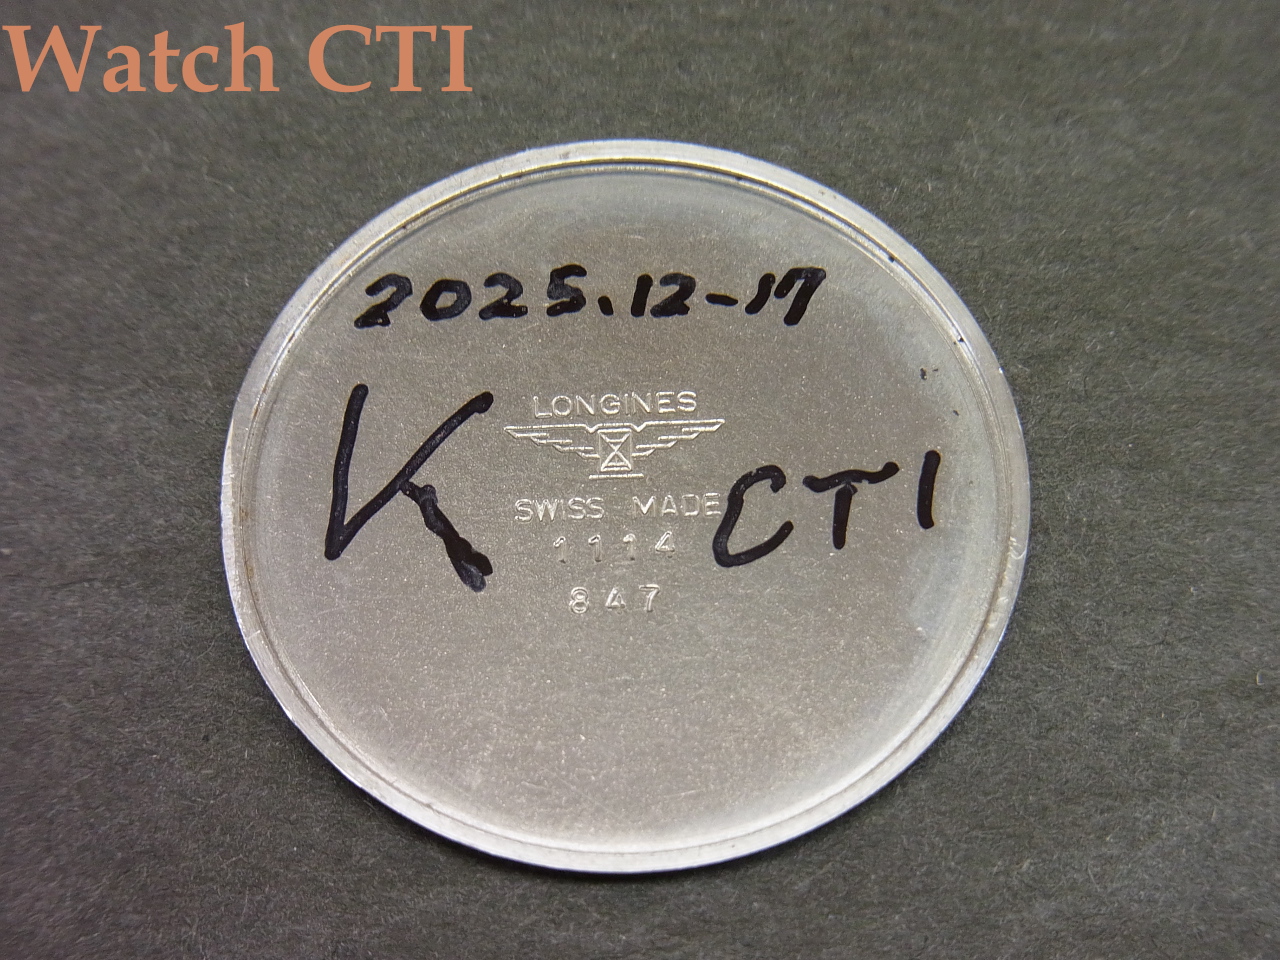 Watch CTI
2025.12-17
LONGINES
K
CTI
SWISS MADE
1114
847